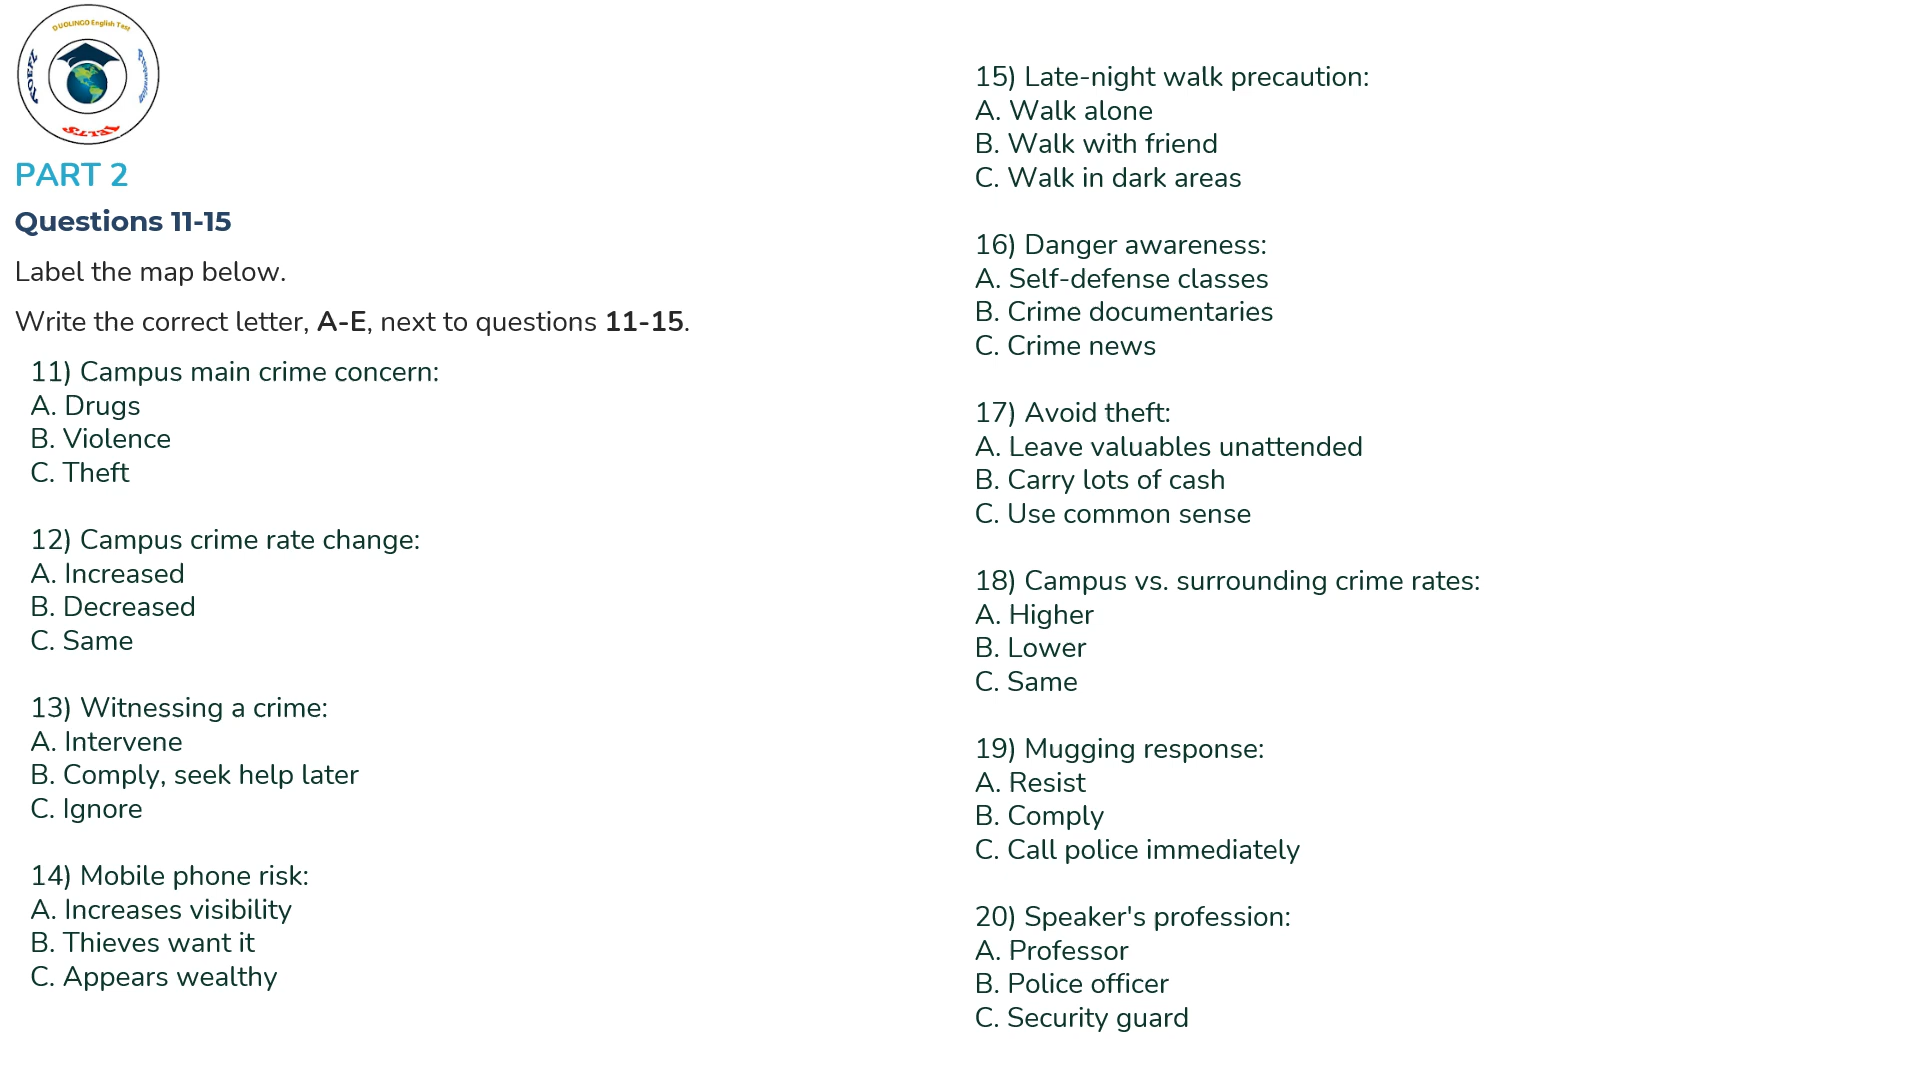 DUOLINGO English Test
IELTS
PART 2
Questions 11-15
Label the map below.
Write the correct letter, A-E, next to questions 11-15.
11) Campus main crime concern:
A. Drugs
B. Violence
C. Theft
12) Campus crime rate change:
A. Increased
B. Decreased
C. Same
13) Witnessing a crime:
A. Intervene
B. Comply, seek help later
C. Ignore
14) Mobile phone risk:
A. Increases visibility
B. Thieves want it
C. Appears wealthy
15) Late-night walk precaution:
A. Walk alone
B. Walk with friend
C. Walk in dark areas
16) Danger awareness:
A. Self-defense classes
B. Crime documentaries
C. Crime news
17) Avoid theft:
A. Leave valuables unattended
B. Carry lots of cash
C. Use common sense
18) Campus vs. surrounding crime rates:
A. Higher
B. Lower
C. Same
19) Mugging response:
A. Resist
B. Comply
C. Call police immediately
20) Speaker's profession:
A. Professor
B. Police officer
C. Security guard